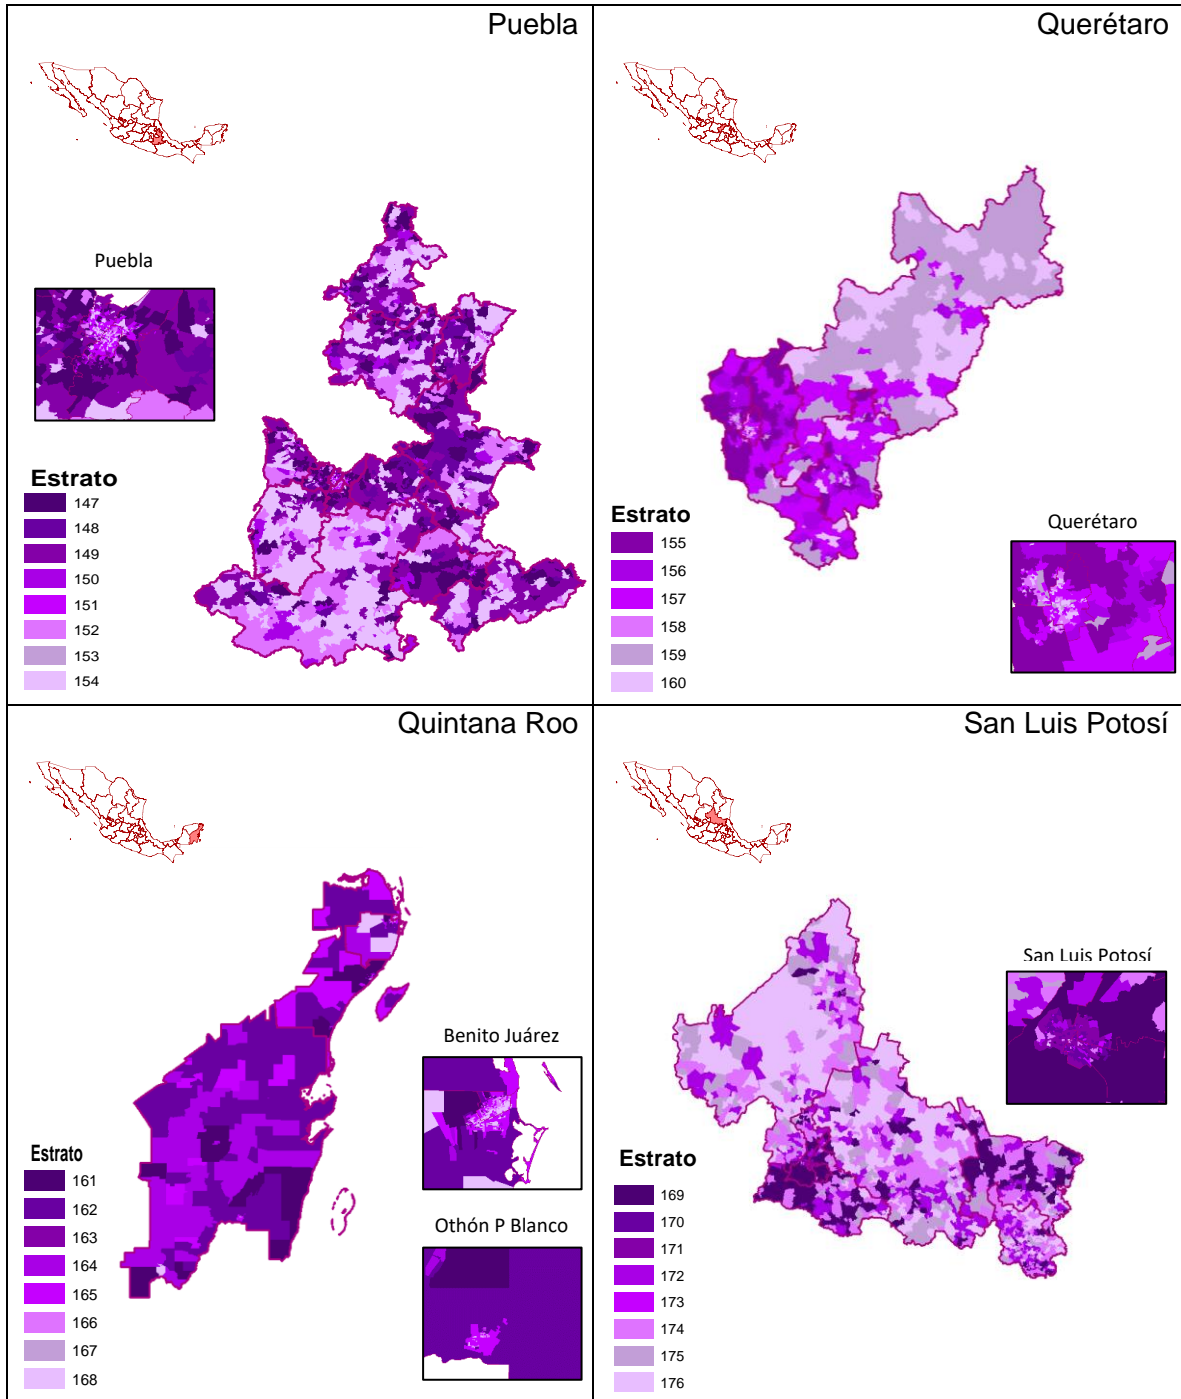 Puebla
Puebla
Estrato
147
148
149
150
151
152
153
154
Querétaro
Estrato
155
156
157
158
159
160
Querétaro
Quintana Roo
Benito Juárez
Estrato
161
162
163
164
165
166
167
168
Othón P Blanco
San Luis Potosí
San Luis Potosí
Estrato
169
170
171
172
173
174
175
176